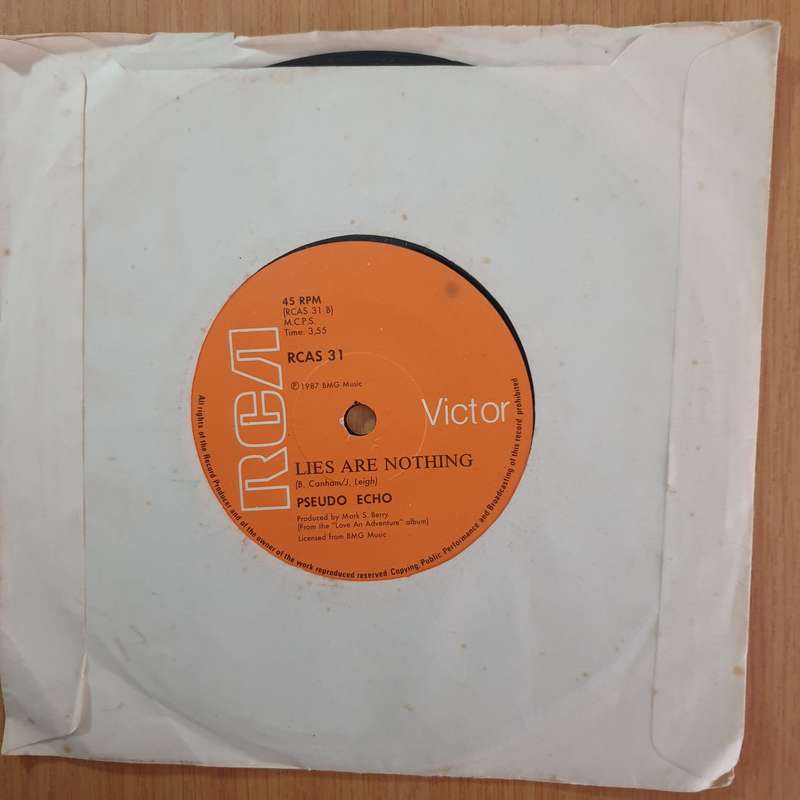 45 RPM
(RCAS 31 B)
M.C.P.S.
Time: 3,55
RCAS 31
℗ 1987 BMG Music
RCA
Victor
LIES ARE NOTHING
(B. Canham/J. Leigh)
PSEUDO ECHO
Produced by Mark S. Berry
(From the "Love An Adventure" album)
Licensed from BMG Music
All rights of the Record Producer and of the owner of the work reproduced reserved. Copying, Public Performance and Broadcasting of this record prohibited